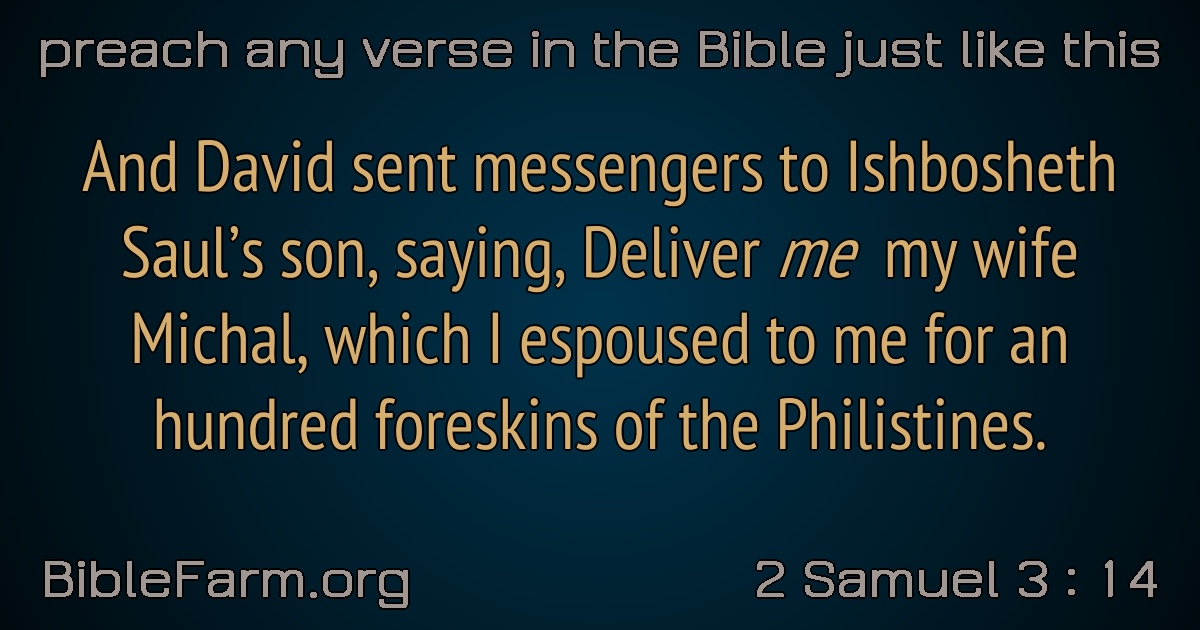 preach any verse in the Bible just like this
And David sent messengers to Ishbosheth
Saul’s son, saying, Deliver me my wife
Michal, which I espoused to me for an
hundred foreskins of the Philistines.
BibleFarm.org
2 Samuel 3 : 14